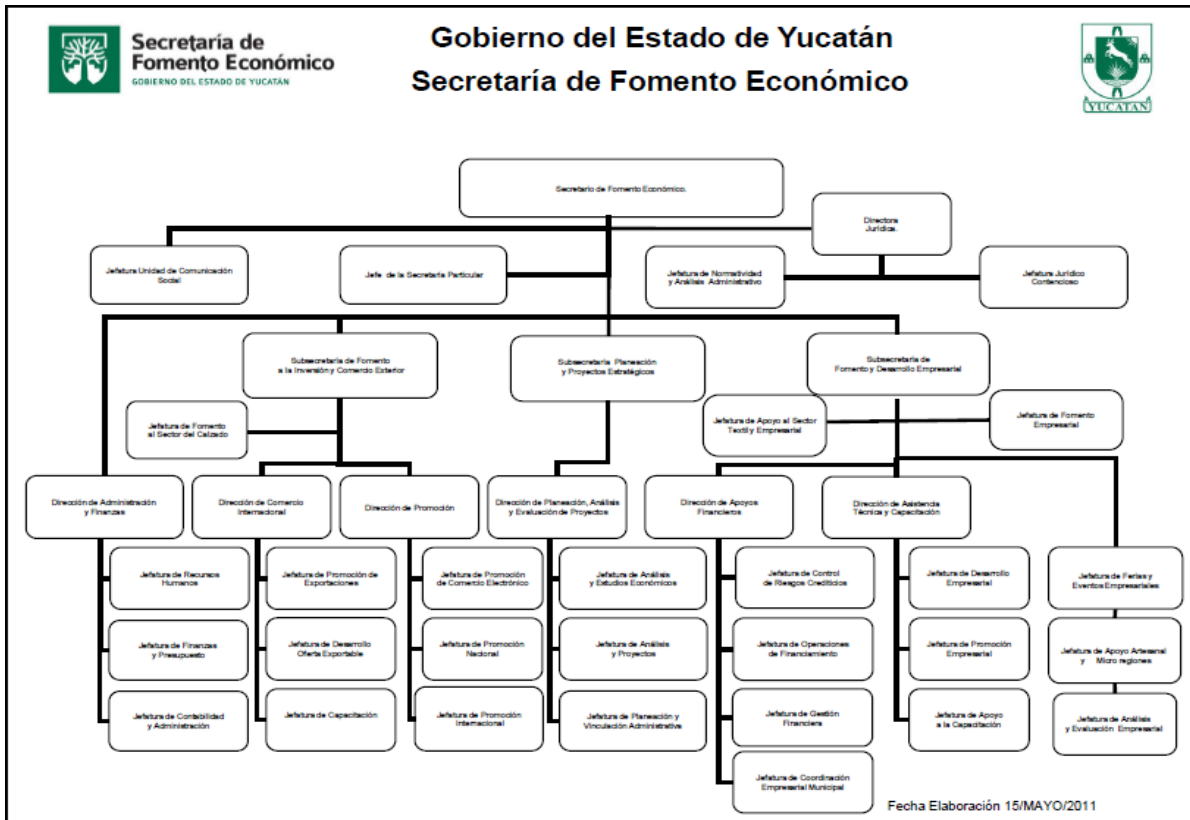 Secretaría de
Fomento Económico
GOBIERNO DEL ESTADO DE YUCATÁN
Gobierno del Estado de Yucatán
Secretaría de Fomento Económico
YUCATAN
Secretario de Fomento Económico.
Directora
Jurídica.
Jefatura Unidad de Comunicación
Social
Jefe de la Secretaría Particular
Jefatura de Normatividad
y Análisis Administrativo
Jefatura Jurídico
Contencioso
Subsecretaría de Fomento
a la Inversión y Comercio Exterior
Subsecretaría Planeación
y Proyectos Estratégicos
Subsecretaría de
Fomento y Desarrollo Empresarial
Jefatura de Fomento
al Sector del Calzado
Jefatura de Apoyo al Sector
Textil y Empresarial
Jefatura de Fomento
Empresarial
Dirección de Administración
y Finanzas
Dirección de Comercio
Internacional
Dirección de Promoción
Dirección de Planeación, Análisis
y Evaluación de Proyectos
Dirección de Apoyos
Financieros
Dirección de Asistencia
Técnica y Capacitación
Jefatura de Recursos
Humanos
Jefatura de Promoción de
Exportaciones
Jefatura de Promoción
de Comercio Electrónico
Jefatura de Análisis
y Estudios Económicos
Jefatura de Control
de Riesgos Crediticios
Jefatura de Desarrollo
Empresarial
Jefatura de Ferias y
Eventos Empresariales
Jefatura de Finanzas
y Presupuesto
Jefatura de Desarrollo
Oferta Exportable
Jefatura de Promoción
Nacional
Jefatura de Análisis
y Proyectos
Jefatura de Operaciones
de Financiamiento
Jefatura de Promoción
Empresarial
Jefatura de Apoyo Artesanal
y Micro regiones
Jefatura de Contabilidad
y Administración
Jefatura de Capacitación
Jefatura de Promoción
Internacional
Jefatura de Planeación y
Vinculación Administrativa
Jefatura de Gestión
Financiera
Jefatura de Apoyo
a la Capacitación
Jefatura de Análisis
y Evaluación Empresarial
Jefatura de Coordinación
Empresarial Municipal
Fecha Elaboración 15/MAYO/2011